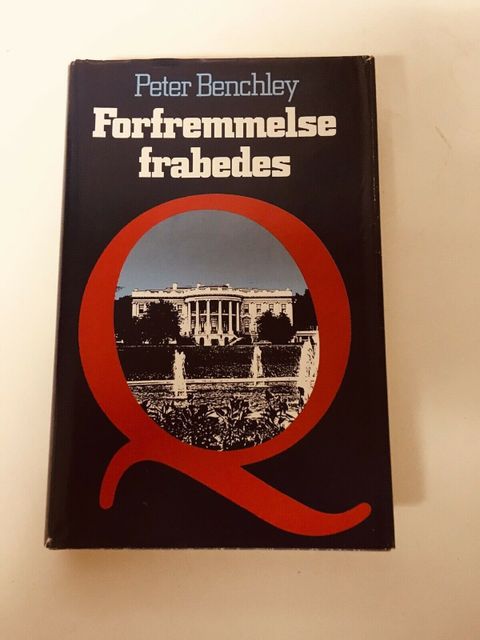 Peter Benchley
Forfremmelse
frabedes
Q